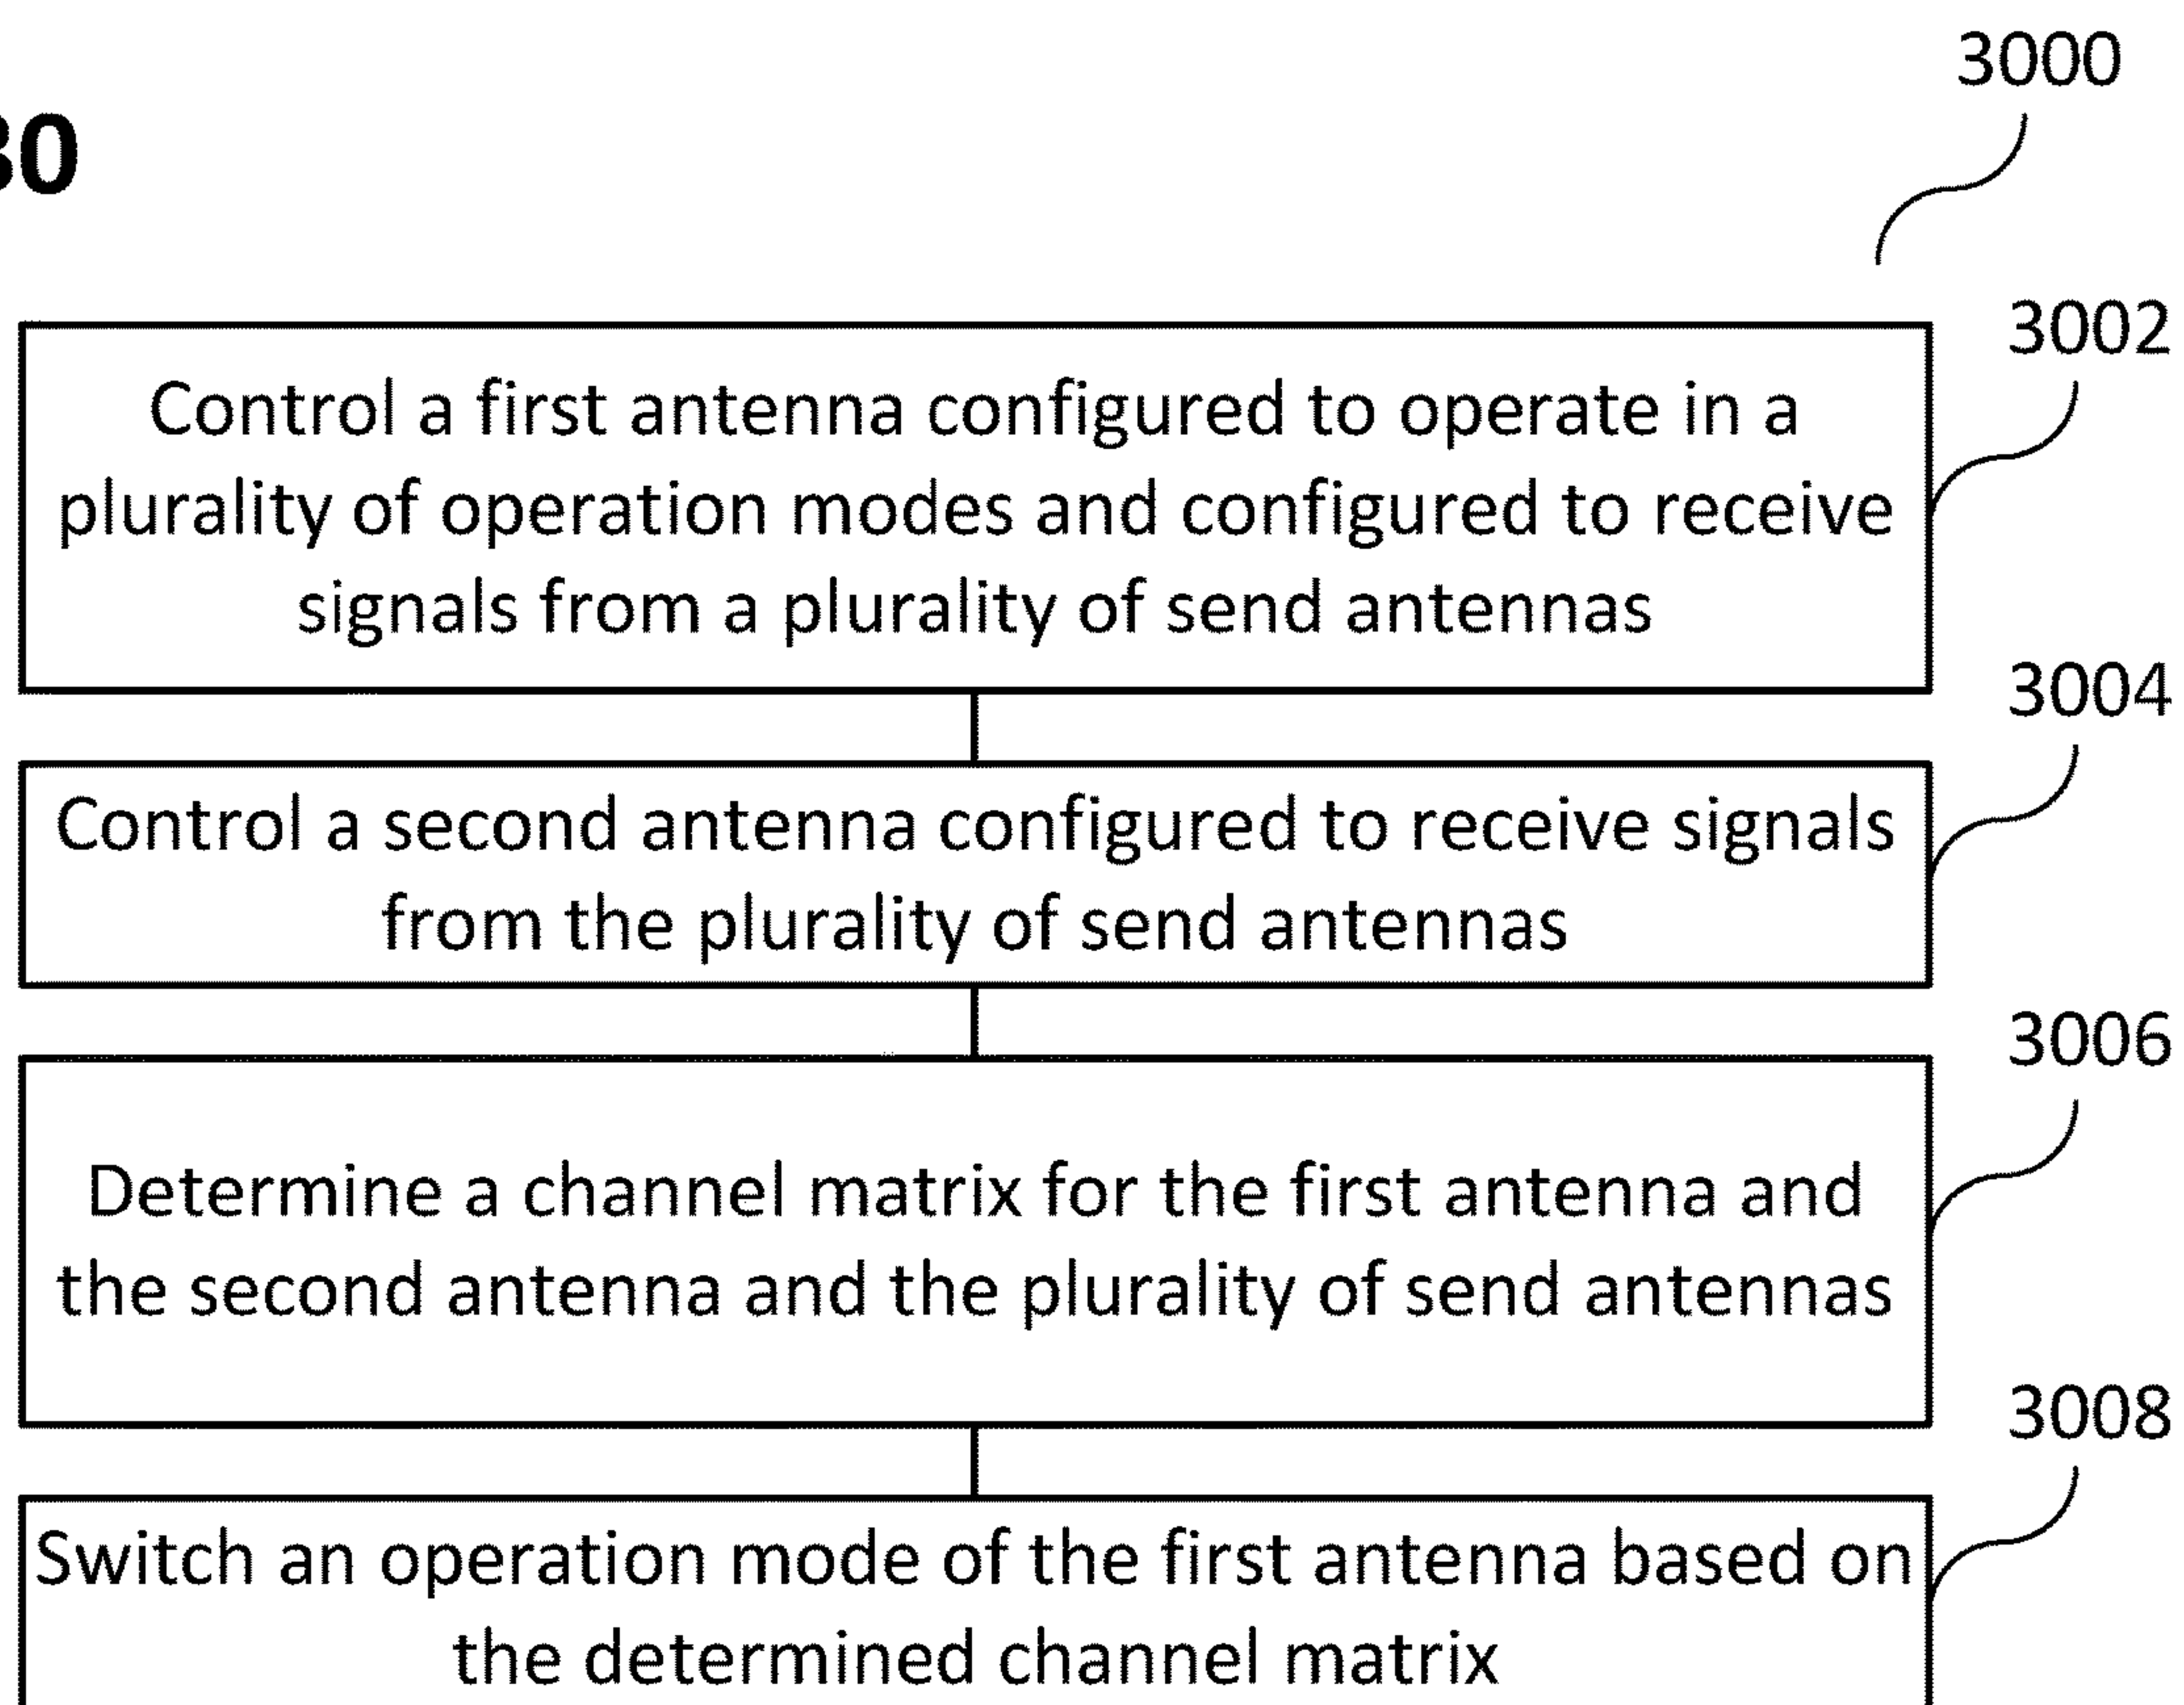 3000
30
3002
Control a first antenna configured to operate in a
plurality of operation modes and configured to receive
signals from a plurality of send antennas
3004
Control a second antenna configured to receive signals
from the plurality of send antennas
3006
Determine a channel matrix for the first antenna and
the second antenna and the plurality of send antennas
3008
Switch an operation mode of the first antenna based on
the determined channel matrix